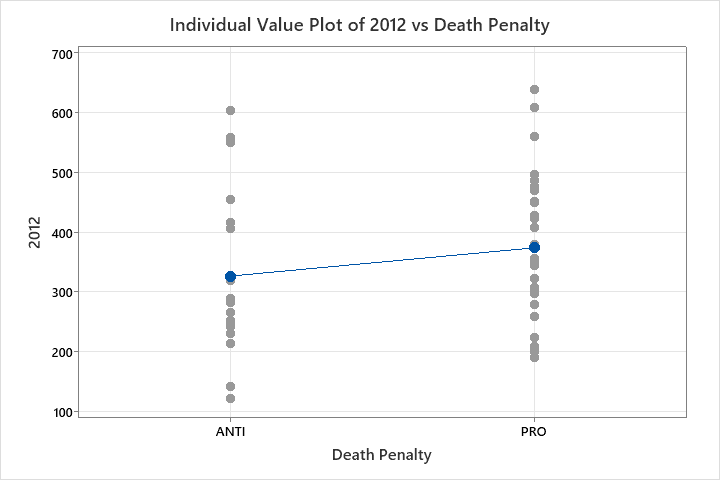 Individual Value Plot of 2012 vs Death Penalty
700
600
500
400
300
200
100
2012
ANTI
PRO
Death Penalty